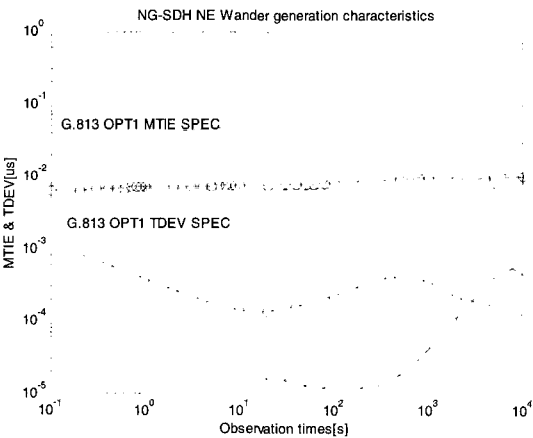 NG-SDH NE Wander generation characteristics
10^0
10^-1
G.813 OPT1 MTIE SPEC
10^-2
G.813 OPT1 TDEV SPEC
10^-3
10^-4
10^-5
MTIE & TDEV[us]
10^-1 10^0 10^1 10^2 10^3 10^4
Observation times[s]